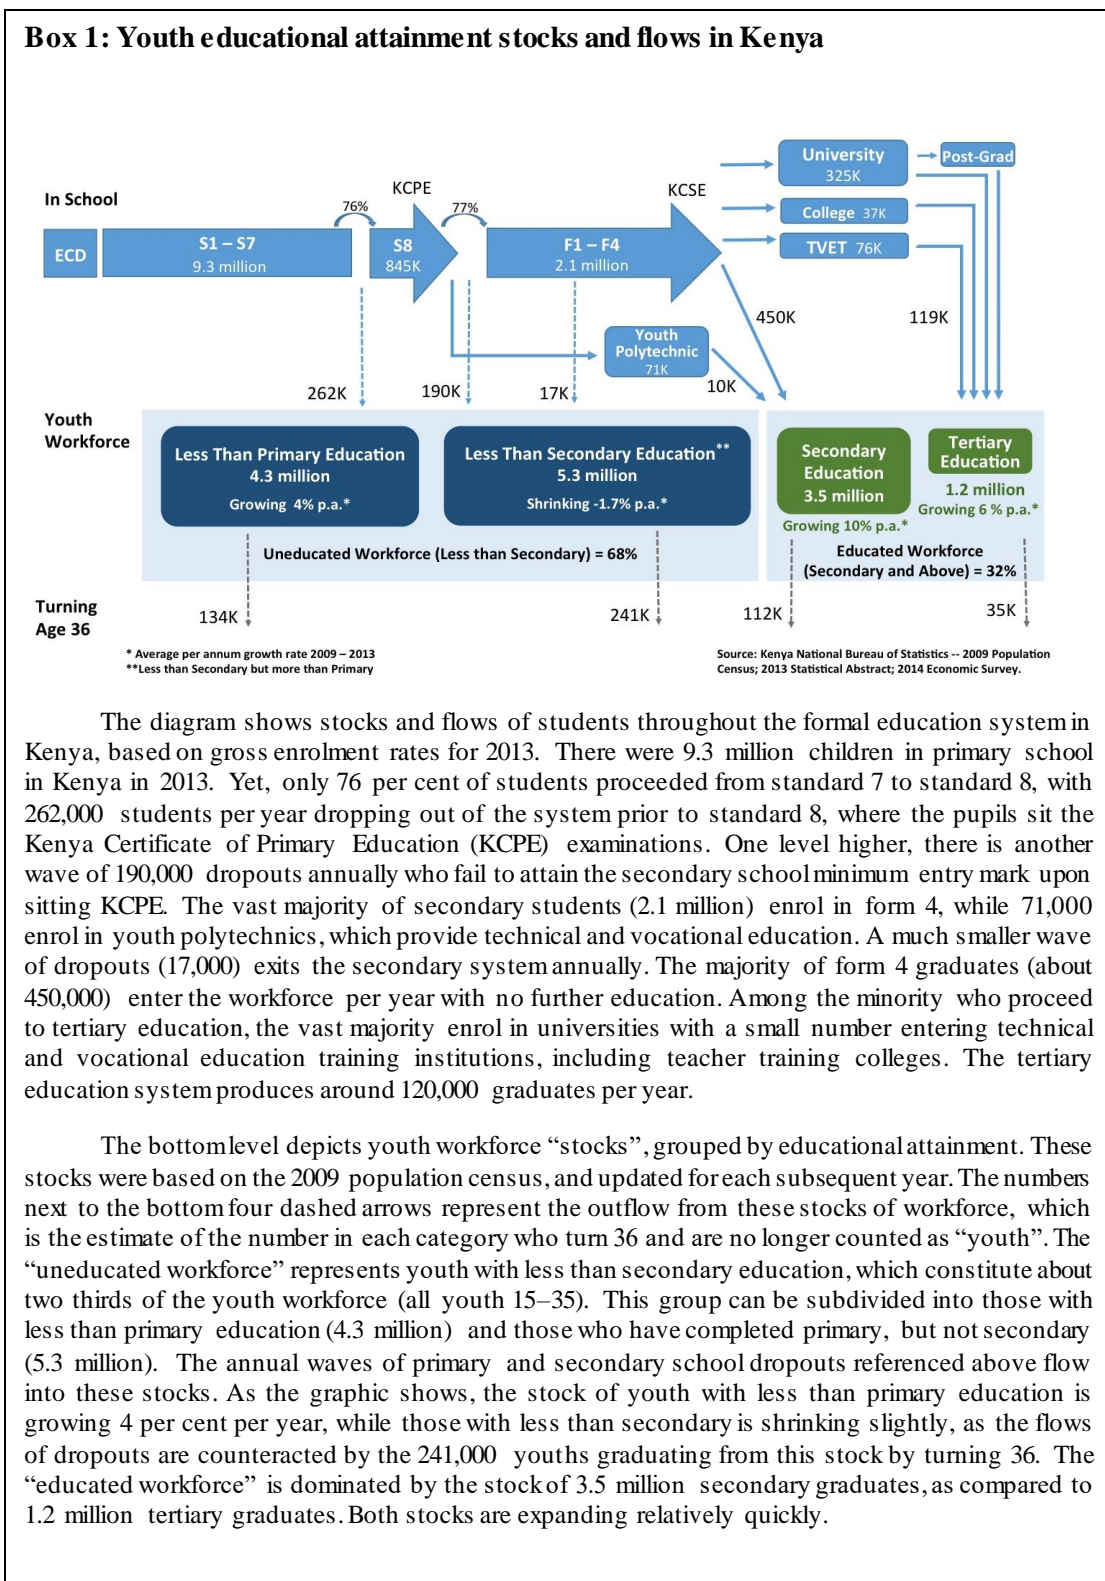 Box 1: Youth educational attainment stocks and flows in Kenya
In School
ECD
S1 – S7
9.3 million
76%
KCPE
S8
845K
77%
F1 – F4
2.1 million
KCSE
University
325K
Post-Grad
College 37K
TVET 76K
450K
119K
Youth
Polytechnic
71K
10K
262K
190K
17K
Youth
Workforce
Less Than Primary Education
4.3 million
Growing 4% p.a.*
Less Than Secondary Education**
5.3 million
Shrinking -1.7% p.a.*
Uneducated Workforce (Less than Secondary) = 68%
Secondary
Education
3.5 million
Growing 10% p.a.*
Tertiary
Education
1.2 million
Growing 6 % p.a.*
Educated Workforce
(Secondary and Above) = 32%
Turning
Age 36
134K
241K
112K
35K
* Average per annum growth rate 2009 – 2013
**Less than Secondary but more than Primary
Source: Kenya National Bureau of Statistics -- 2009 Population
Census; 2013 Statistical Abstract; 2014 Economic Survey.
The diagram shows stocks and flows of students throughout the formal education system in
Kenya, based on gross enrolment rates for 2013. There were 9.3 million children in primary school
in Kenya in 2013. Yet, only 76 per cent of students proceeded from standard 7 to standard 8, with
262,000 students per year dropping out of the system prior to standard 8, where the pupils sit the
Kenya Certificate of Primary Education (KCPE) examinations. One level higher, there is another
wave of 190,000 dropouts annually who fail to attain the secondary school minimum entry mark upon
sitting KCPE. The vast majority of secondary students (2.1 million) enrol in form 4, while 71,000
enrol in youth polytechnics, which provide technical and vocational education. A much smaller wave
of dropouts (17,000) exits the secondary system annually. The majority of form 4 graduates (about
450,000) enter the workforce per year with no further education. Among the minority who proceed
to tertiary education, the vast majority enrol in universities with a small number entering technical
and vocational education training institutions, including teacher training colleges. The tertiary
education system produces around 120,000 graduates per year.
The bottom level depicts youth workforce “stocks”, grouped by educational attainment. These
stocks were based on the 2009 population census, and updated for each subsequent year. The numbers
next to the bottom four dashed arrows represent the outflow from these stocks of workforce, which
is the estimate of the number in each category who turn 36 and are no longer counted as “youth”. The
“uneducated workforce” represents youth with less than secondary education, which constitute about
two thirds of the youth workforce (all youth 15–35). This group can be subdivided into those with
less than primary education (4.3 million) and those who have completed primary, but not secondary
(5.3 million). The annual waves of primary and secondary school dropouts referenced above flow
into these stocks. As the graphic shows, the stock of youth with less than primary education is
growing 4 per cent per year, while those with less than secondary is shrinking slightly, as the flows
of dropouts are counteracted by the 241,000 youths graduating from this stock by turning 36. The
“educated workforce” is dominated by the stock of 3.5 million secondary graduates, as compared to
1.2 million tertiary graduates. Both stocks are expanding relatively quickly.